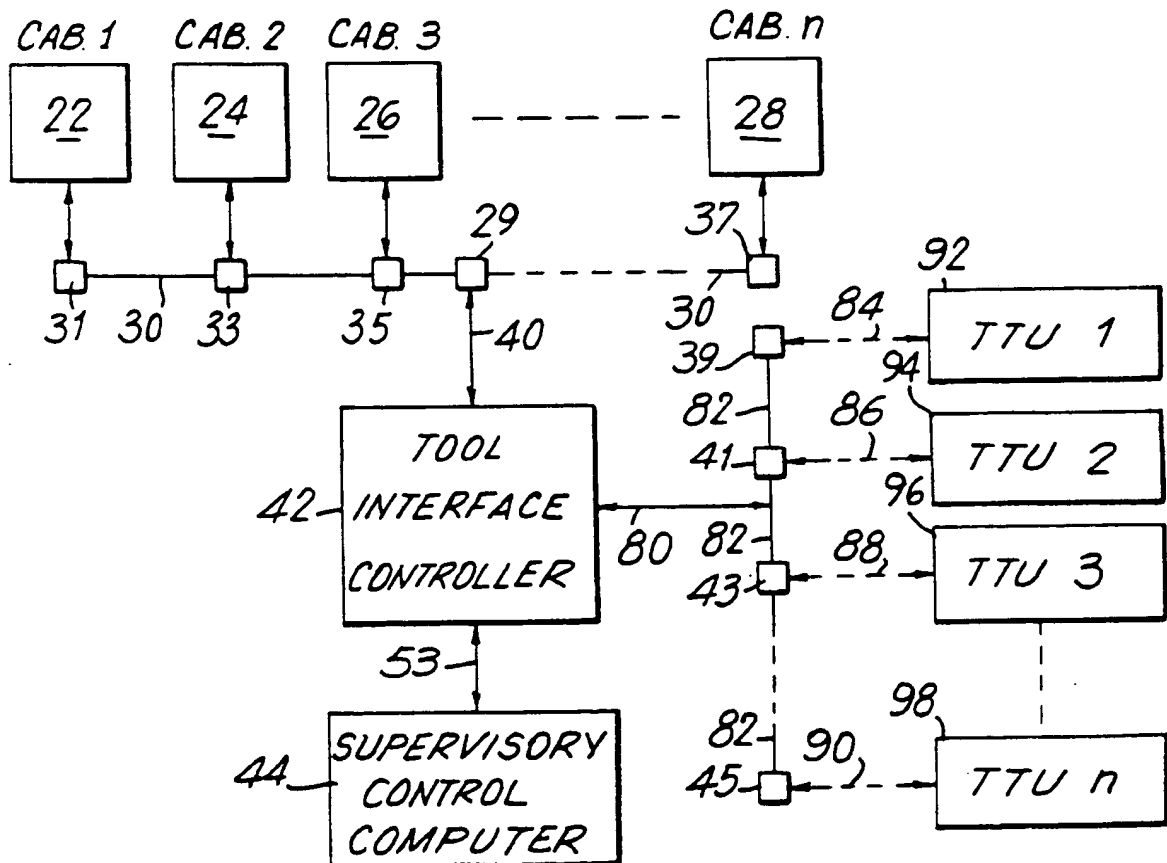 CAB. 1 CAB. 2 CAB. 3 CAB. n
22 24 26 28
29 37
31 30 33 35 40 30
39 84 92 TTU 1
82
41 86 94 TTU 2
TOOL
INTERFACE
CONTROLLER
42 80 82
43 88 96 TTU 3
53
82
45 90 98 TTU n
44 SUPERVISORY
CONTROL
COMPUTER